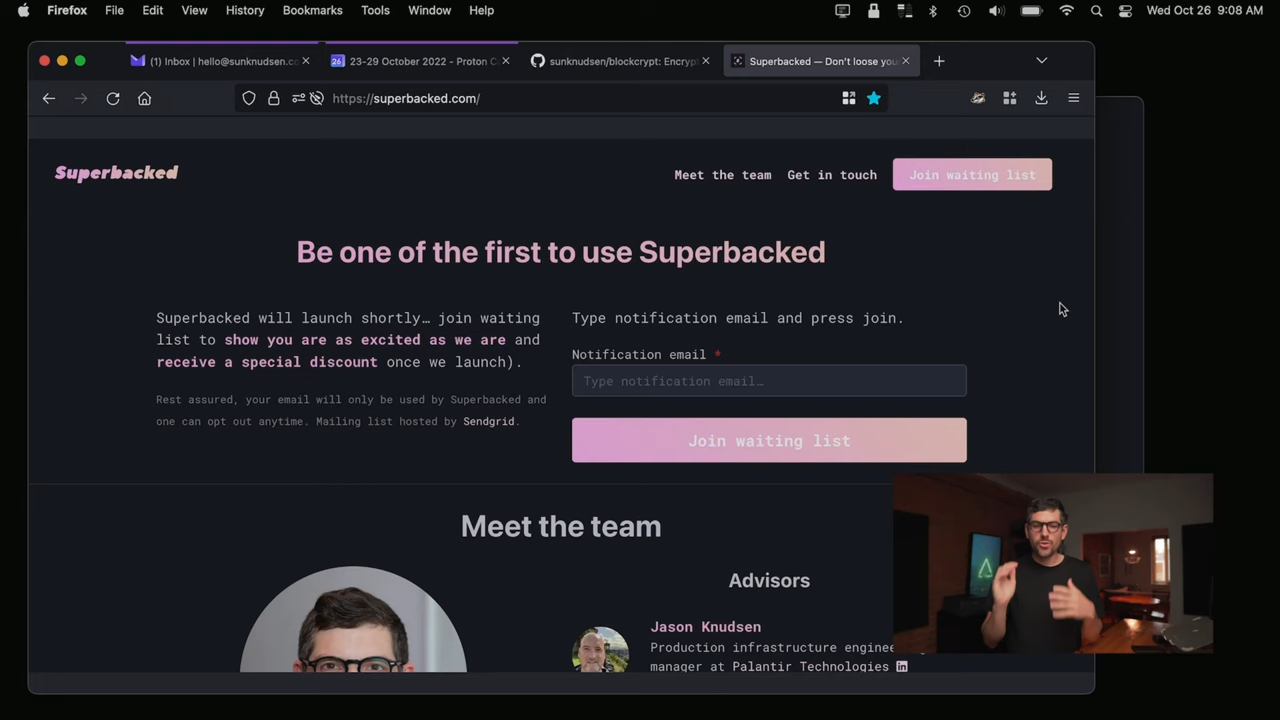 Firefox File Edit View History Bookmarks Tools Window Help Wed Oct 26 9:08 AM
(1) Inbox | hello@sunknudsen.co 26 23-29 October 2022 - Proton C sunknudsen/blockcrypt: Encryp Superbacked — Don't loose you
https://superbacked.com/
Superbacked Meet the team Get in touch Join waiting list
Be one of the first to use Superbacked
Superbacked will launch shortly… join waiting
list to show you are as excited as we are and
receive a special discount once we launch).
Rest assured, your email will only be used by Superbacked and
one can opt out anytime. Mailing list hosted by Sendgrid.
Type notification email and press join.
Notification email *
Type notification email…
Join waiting list
Meet the team
Advisors
Jason Knudsen
Production infrastructure enginee
manager at Palantir Technologies in